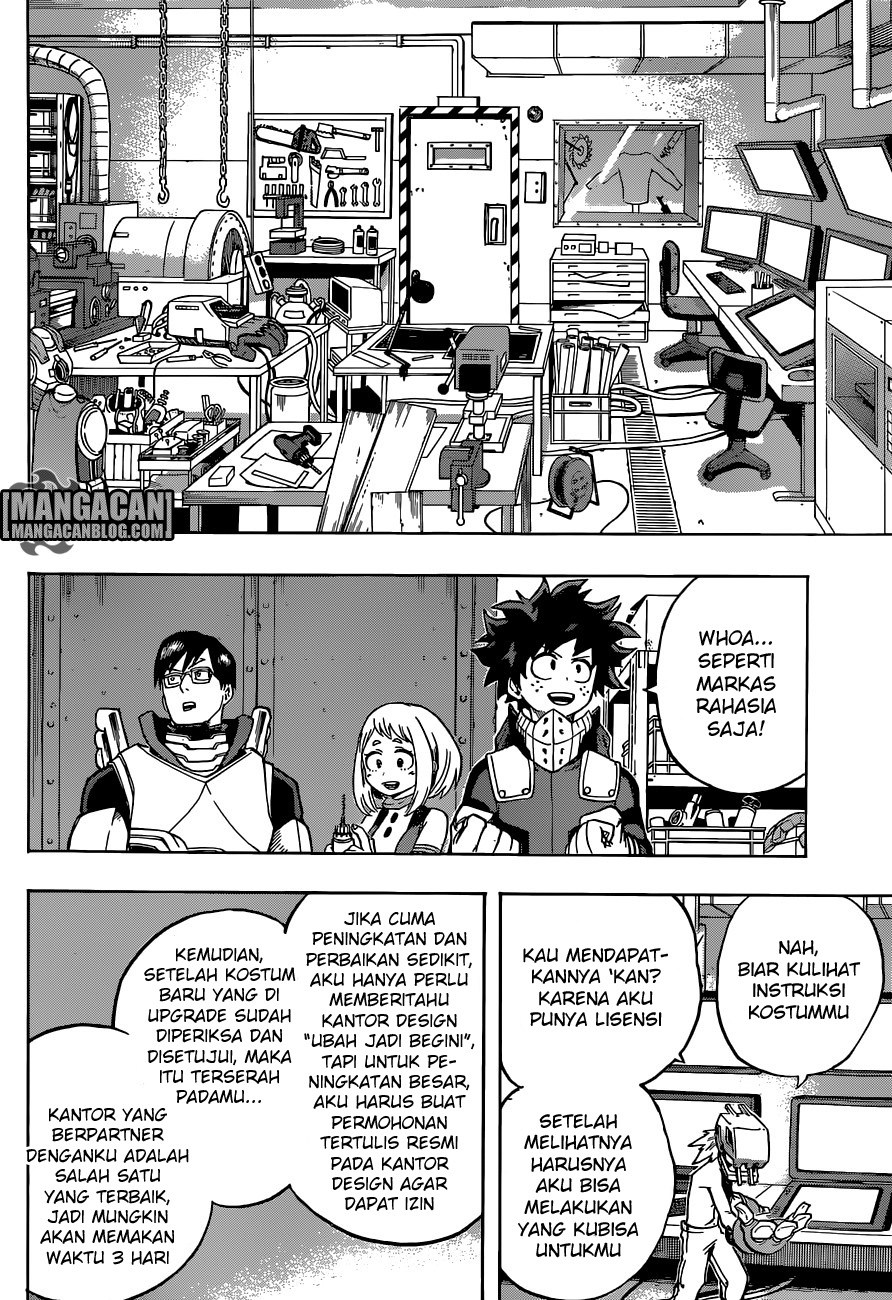 MANGACAN
MANGACANBLOG.COM
WHOA...
SEPERTI
MARKAS
RAHASIA
SAJA!
NAH,
BIAR KULIHAT
INSTRUKSI
KOSTUMMU
KAU MENDAPAT-
KANNYA 'KAN?
KARENA AKU
PUNYA LISENSI
SETELAH
MELIHATNYA
HARUSNYA
AKU BISA
MELAKUKAN
YANG KUBISA
UNTUKMU
JIKA CUMA
PENINGKATAN DAN
PERBAIKAN SEDIKIT,
AKU HANYA PERLU
MEMBERITAHU
KANTOR DESIGN
"UBAH JADI BEGINI",
TAPI UNTUK PE-
NINGKATAN BESAR,
AKU HARUS BUAT
PERMOHONAN
TERTULIS RESMI
PADA KANTOR
DESIGN AGAR
DAPAT IZIN
KEMUDIAN,
SETELAH KOSTUM
BARU YANG DI
UPGRADE SUDAH
DIPERIKSA DAN
DISETUJUI, MAKA
ITU TERSERAH
PADAMU...
KANTOR YANG
BERPARTNER
DENGANKU ADALAH
SALAH SATU
YANG TERBAIK,
JADI MUNGKIN
AKAN MEMAKAN
WAKTU 3 HARI